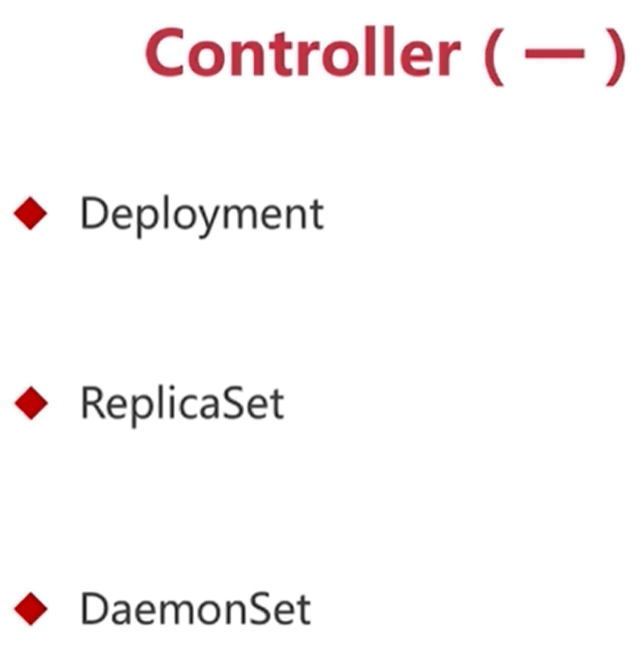 Controller ( 一 )
Deployment
ReplicaSet
DaemonSet